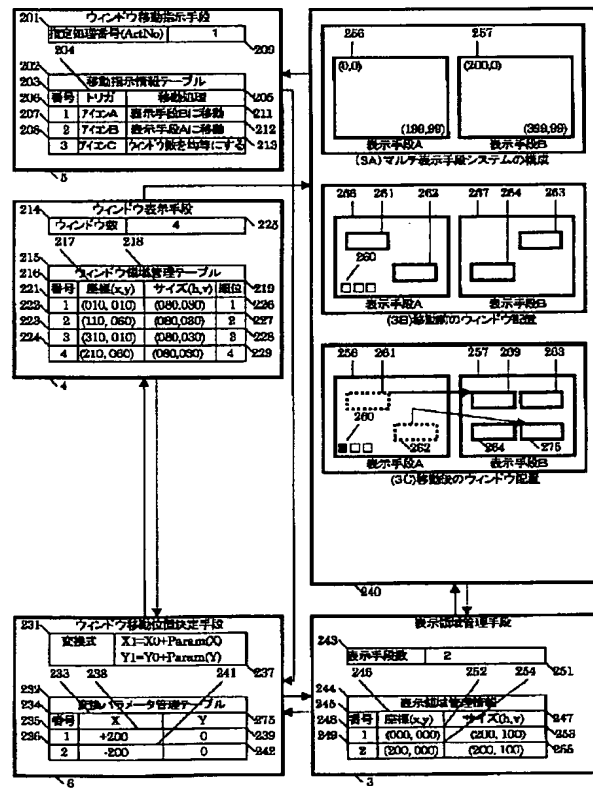 201
ウィンドウ移動指示手段
指定処理番号(ActNo) 1
204
209
202
203
移動指示情報テーブル
205
206
番号 トリガ 移動処理
207
1 アイコンA 表示手段Bに移動
211
208
2 アイコンB 表示手段Aに移動
212
3 アイコンC ウィンドウ数を均等にする
213
5
214
ウィンドウ表示手段
ウィンドウ数 4
225
215
217
218
216
ウィンドウ領域管理テーブル
219
221
番号 座標(x,y) サイズ(h,v) 順位
222
1 (010,010) (080,030) 1
226
223
2 (110,060) (080,030) 2
227
224
3 (310,010) (080,030) 3
228
4 (210,060) (080,030) 4
229
4
231
ウィンドウ移動位置決定手段
変換式 X1=X0+Param(X)
Y1=Y0+Param(Y)
237
233
238
241
232
234
変換パラメータ管理テーブル
235
番号 X Y
275
236
1 +200 0
239
2 -200 0
242
6
256
257
(0,0)
(200,0)
(199,99)
(399,99)
表示手段A
表示手段B
(3A)マルチ表示手段システムの構成
261
262
264
263
260
表示手段A
表示手段B
(3B)移動前のウィンドウ配置
256
261
257
263
260
262
264
275
表示手段A
表示手段B
(3C)移動後のウィンドウ配置
240
表示領域管理手段
243
表示手段数 2
251
244
246
252
254
245
表示領域管理情報
247
248
番号 座標(x,y) サイズ(h,v)
249
1 (000,000) (200,100)
253
2 (200,000) (200,100)
255
3